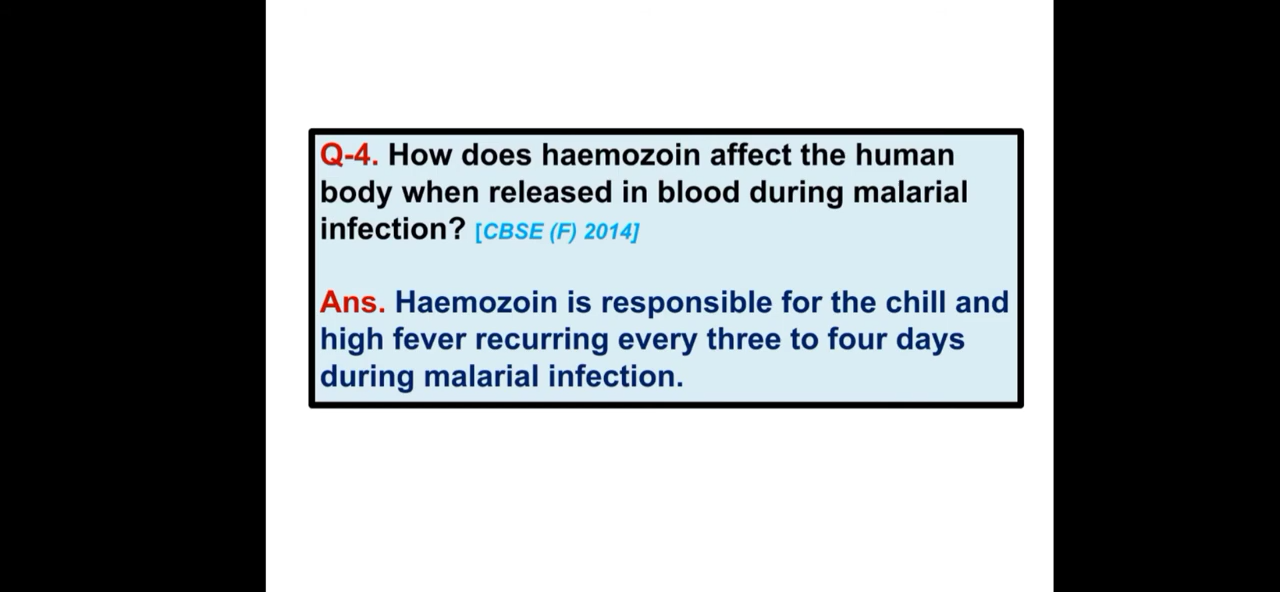 Q-4. How does haemozoin affect the human
body when released in blood during malarial
infection? [CBSE (F) 2014]
Ans. Haemozoin is responsible for the chill and
high fever recurring every three to four days
during malarial infection.